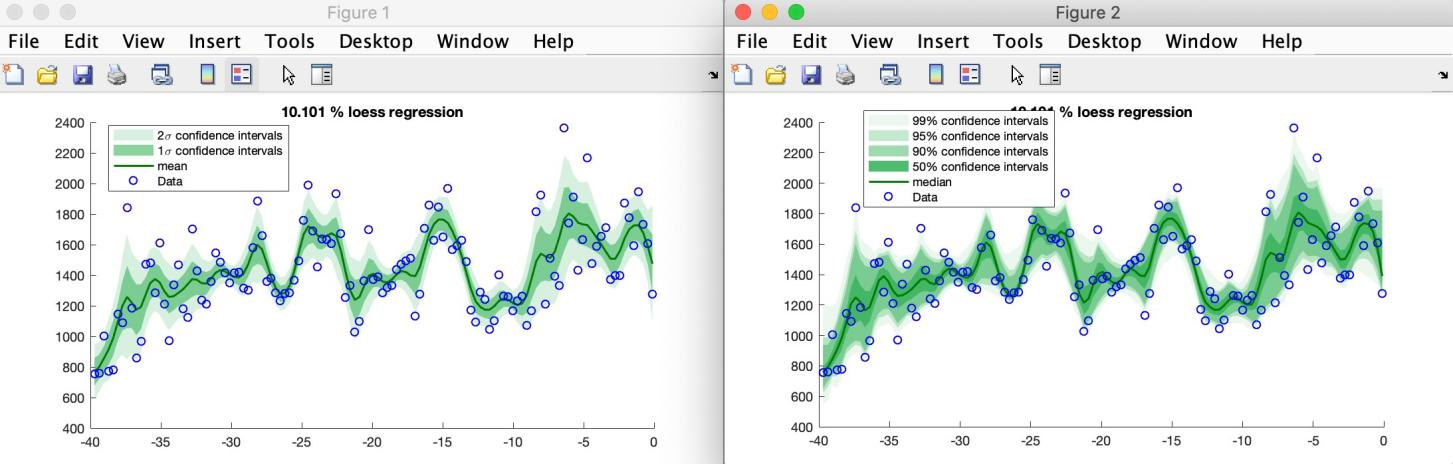 Figure 1
File Edit View Insert Tools Desktop Window Help
10.101 % loess regression
2σ confidence intervals
1σ confidence intervals
mean
Data
2400
2200
2000
1800
1600
1400
1200
1000
800
600
400
-40 -35 -30 -25 -20 -15 -10 -5 0
Figure 2
File Edit View Insert Tools Desktop Window Help
10.101 % loess regression
99% confidence intervals
95% confidence intervals
90% confidence intervals
50% confidence intervals
median
Data
2400
2200
2000
1800
1600
1400
1200
1000
800
600
400
-40 -35 -30 -25 -20 -15 -10 -5 0